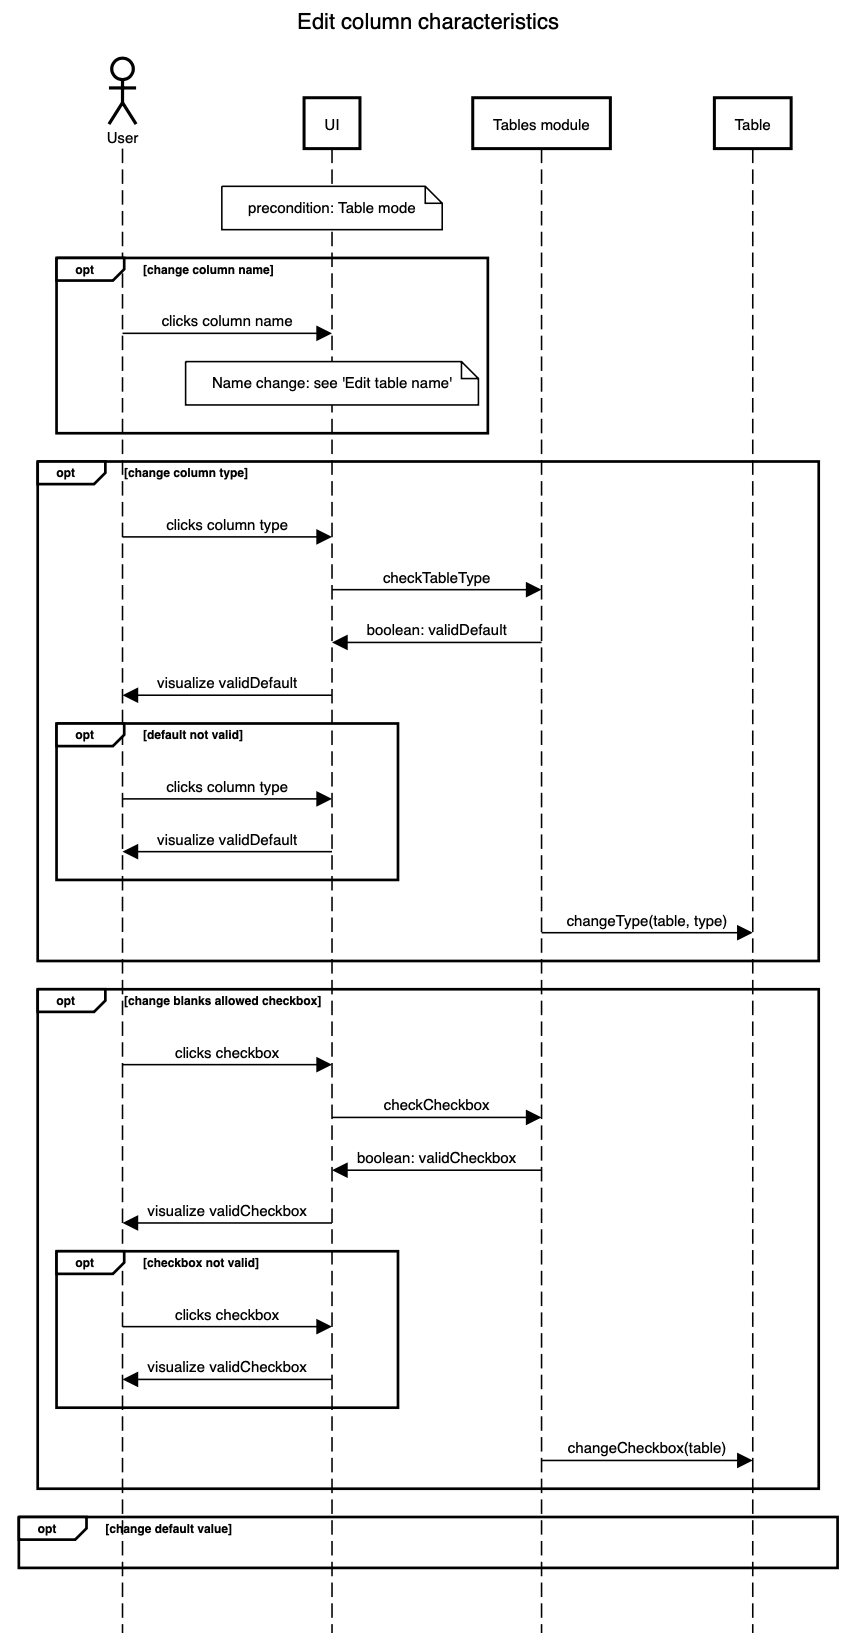 Edit column characteristics
User
UI
Tables module
Table
precondition: Table mode
opt
[change column name]
clicks column name
Name change: see 'Edit table name'
opt
[change column type]
clicks column type
checkTableType
boolean: validDefault
visualize validDefault
opt
[default not valid]
clicks column type
visualize validDefault
changeType(table, type)
opt
[change blanks allowed checkbox]
clicks checkbox
checkCheckbox
boolean: validCheckbox
visualize validCheckbox
opt
[checkbox not valid]
clicks checkbox
visualize validCheckbox
changeCheckbox(table)
opt
[change default value]